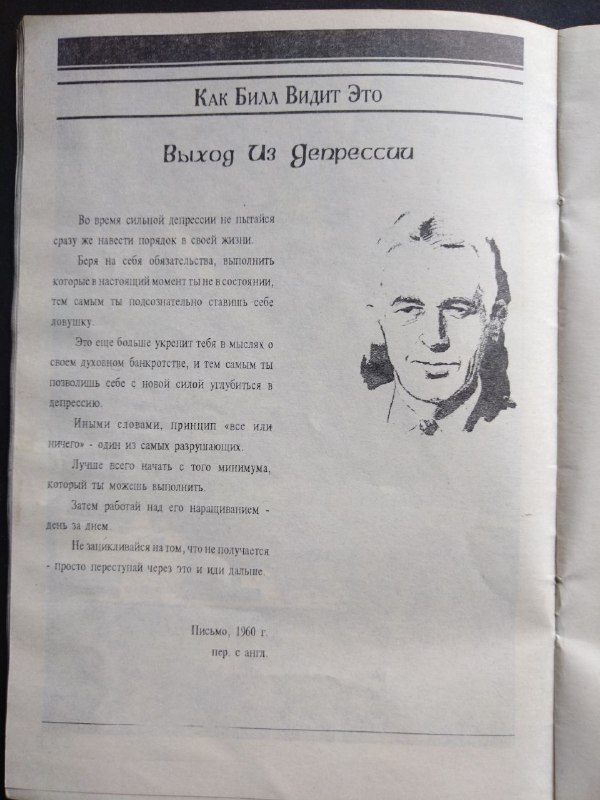 Как Билл Видит Это
Выход Из Депрессии
Во время сильной депрессии не пытайся
сразу же навести порядок в своей жизни.
Беря на себя обязательства, выполнить
которые в настоящий момент ты не в состоянии,
тем самым ты подсознательно ставишь себе
ловушку.
Это еще больше укрепит тебя в мыслях о
своем духовном банкротстве, и тем самым ты
позволишь себе с новой силой углубиться в
депрессию.
Иными словами, принцип «все или
ничего» - один из самых разрушающих.
Лучше всего начать с того минимума,
который ты можешь выполнить.
Затем работай над его наращиванием -
день за днем.
Не зацикливайся на том, что не получается
- просто переступай через это и иди дальше.
Письмо, 1960 г.
пер. с англ.